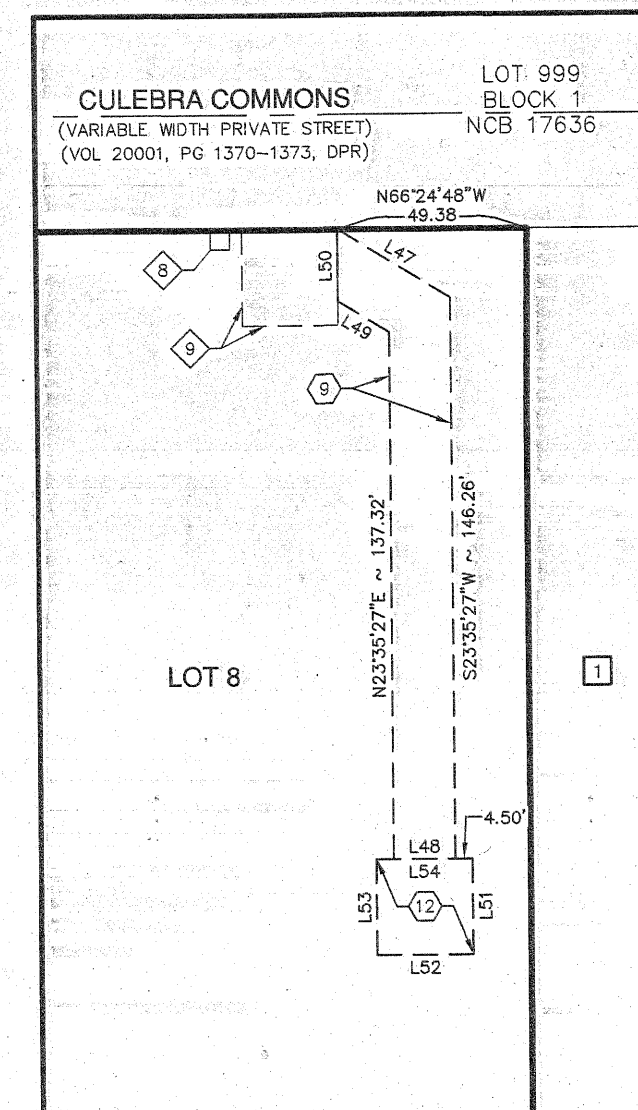 CULEBRA COMMONS
(VARIABLE WIDTH PRIVATE STREET)
(VOL 20001, PG 1370-1373, DPR)
LOT 999
BLOCK 1
NCB 17636
N66°24'48"W
49.38
8
L50
L47
L49
9
9
N23°35'27"E ~ 137.32'
S23°35'27"W ~ 146.26'
LOT 8
1
4.50'
L48
L54
L53
12
L51
L52